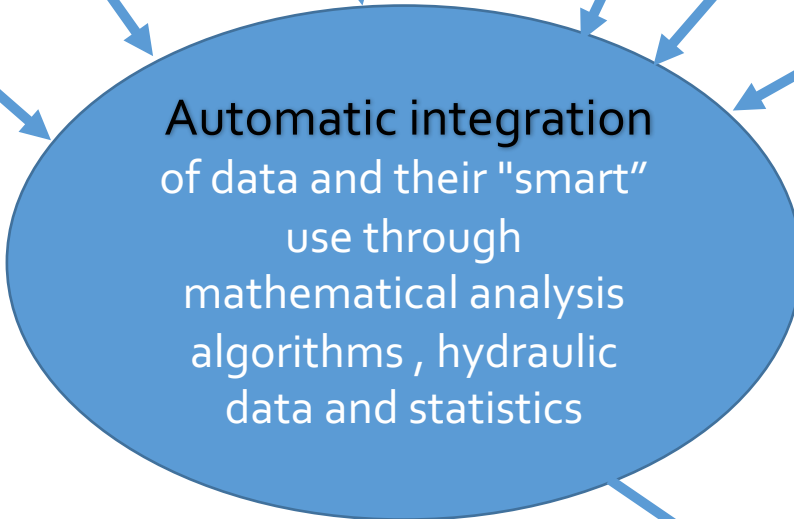 Automatic integration
of data and their "smart”
use through
mathematical analysis
algorithms , hydraulic
data and statistics